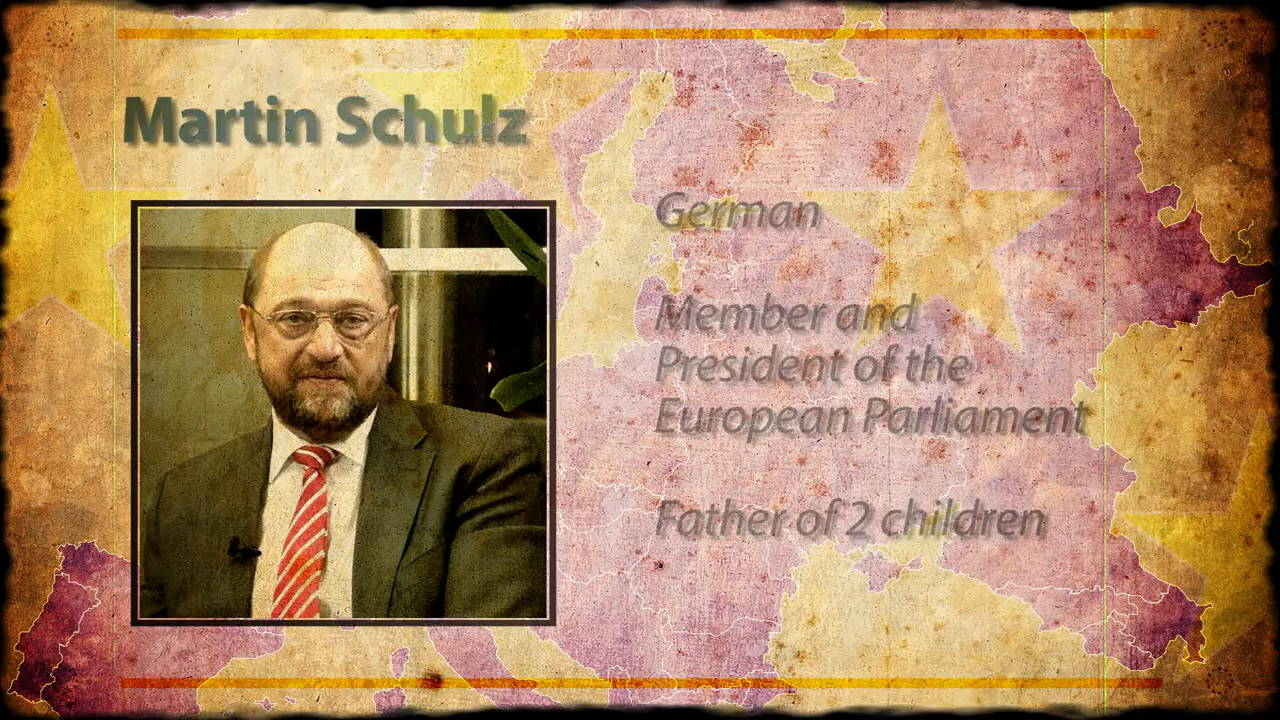 Martin Schulz
German
Member and
President of the
European Parliament
Father of 2 children